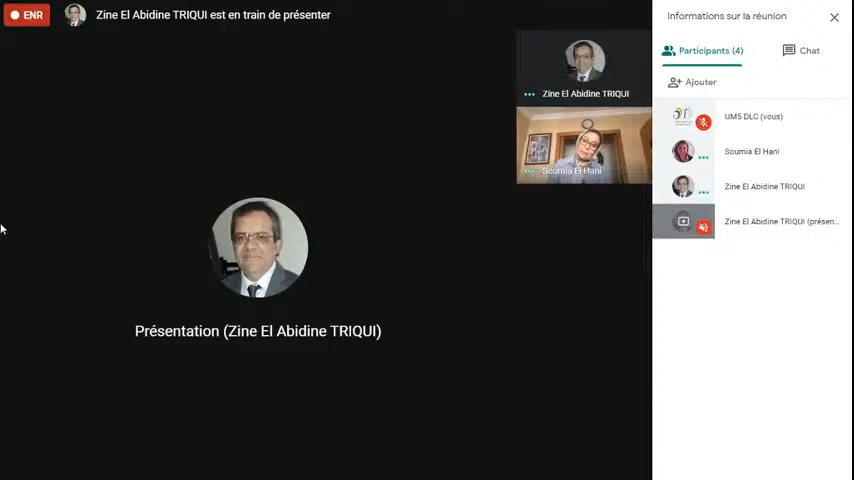 ENR
Zine El Abidine TRIQUI est en train de présenter
Zine El Abidine TRIQUI
Soumia El Hani
Présentation (Zine El Abidine TRIQUI)
Informations sur la réunion
Participants (4)
Chat
Ajouter
UM5 DLC (vous)
Soumia El Hani
Zine El Abidine TRIQUI
Zine El Abidine TRIQUI (présen...